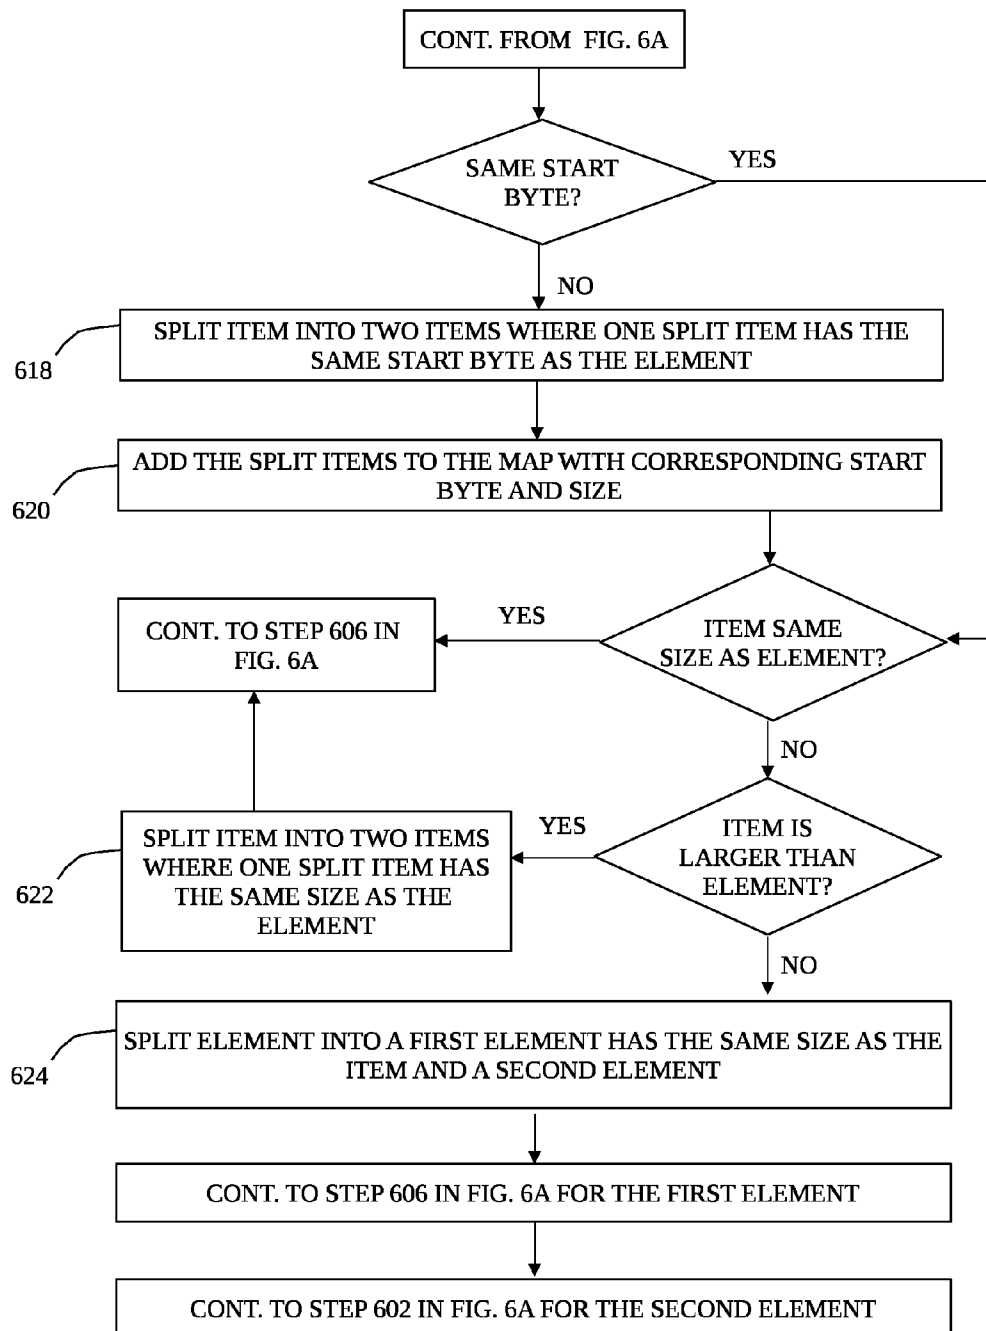 CONT. FROM FIG. 6A
SAME START
BYTE?
YES
NO
618
SPLIT ITEM INTO TWO ITEMS WHERE ONE SPLIT ITEM HAS THE
SAME START BYTE AS THE ELEMENT
620
ADD THE SPLIT ITEMS TO THE MAP WITH CORRESPONDING START
BYTE AND SIZE
ITEM SAME
SIZE AS ELEMENT?
YES
CONT. TO STEP 606 IN
FIG. 6A
NO
ITEM IS
LARGER THAN
ELEMENT?
YES
622
SPLIT ITEM INTO TWO ITEMS
WHERE ONE SPLIT ITEM HAS
THE SAME SIZE AS THE
ELEMENT
NO
624
SPLIT ELEMENT INTO A FIRST ELEMENT HAS THE SAME SIZE AS THE
ITEM AND A SECOND ELEMENT
CONT. TO STEP 606 IN FIG. 6A FOR THE FIRST ELEMENT
CONT. TO STEP 602 IN FIG. 6A FOR THE SECOND ELEMENT